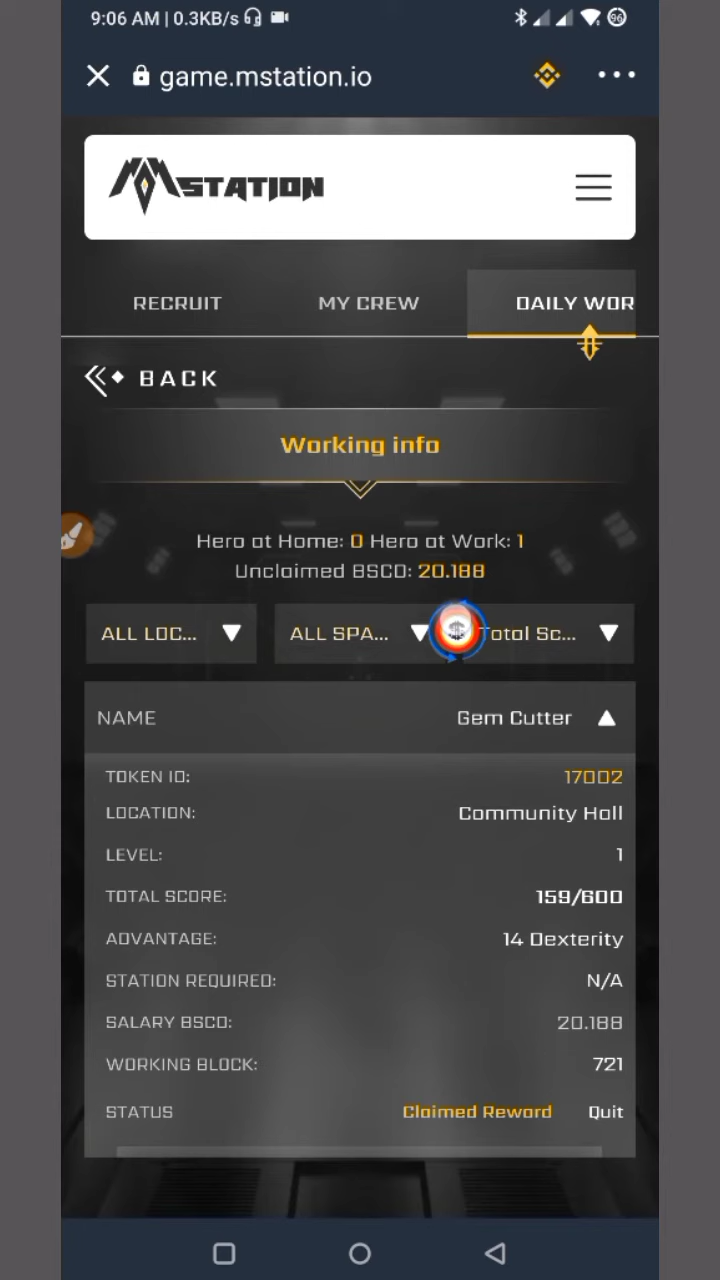 9:06 AM | 0.3KB/s
96
game.mstation.io
MSTATION
RECRUIT MY CREW DAILY WOR
BACK
Working info
Hero at Home: 0 Hero at Work: 1
Unclaimed BSCD: 20.188
ALL LOC... ALL SPA... Total Sc...
NAME Gem Cutter
TOKEN ID: 17002
LOCATION: Community Hall
LEVEL: 1
TOTAL SCORE: 159/600
ADVANTAGE: 14 Dexterity
STATION REQUIRED: N/A
SALARY BSCD: 20.188
WORKING BLOCK: 721
STATUS Claimed Reward Quit